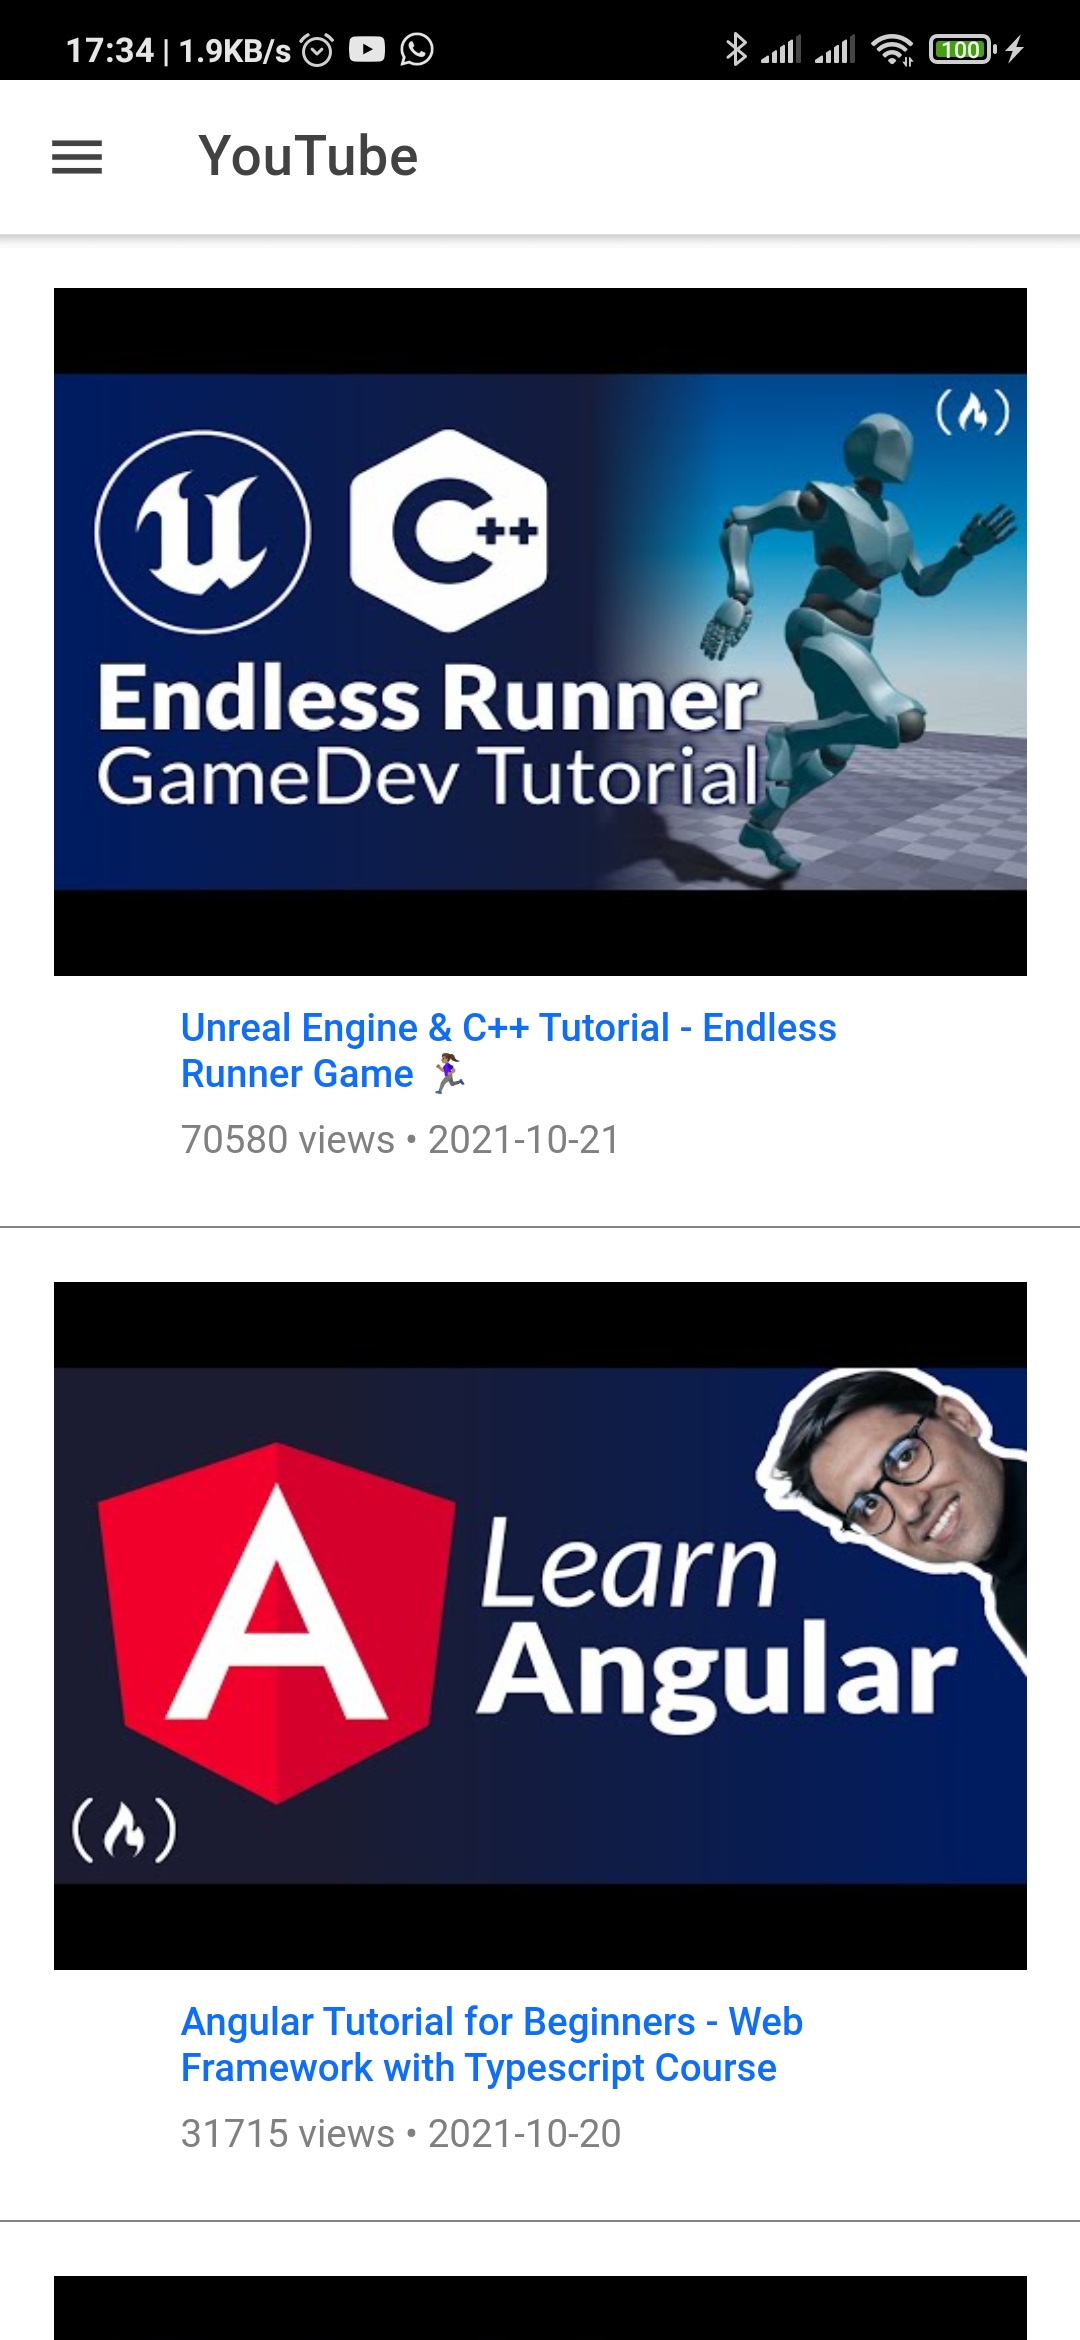 17:34 | 1.9KB/s
100
YouTube
C++
Endless Runner
GameDev Tutorial
Unreal Engine & C++ Tutorial - Endless
Runner Game 🏃🏽‍♀️
70580 views • 2021-10-21
A
Learn
Angular
Angular Tutorial for Beginners - Web
Framework with Typescript Course
31715 views • 2021-10-20